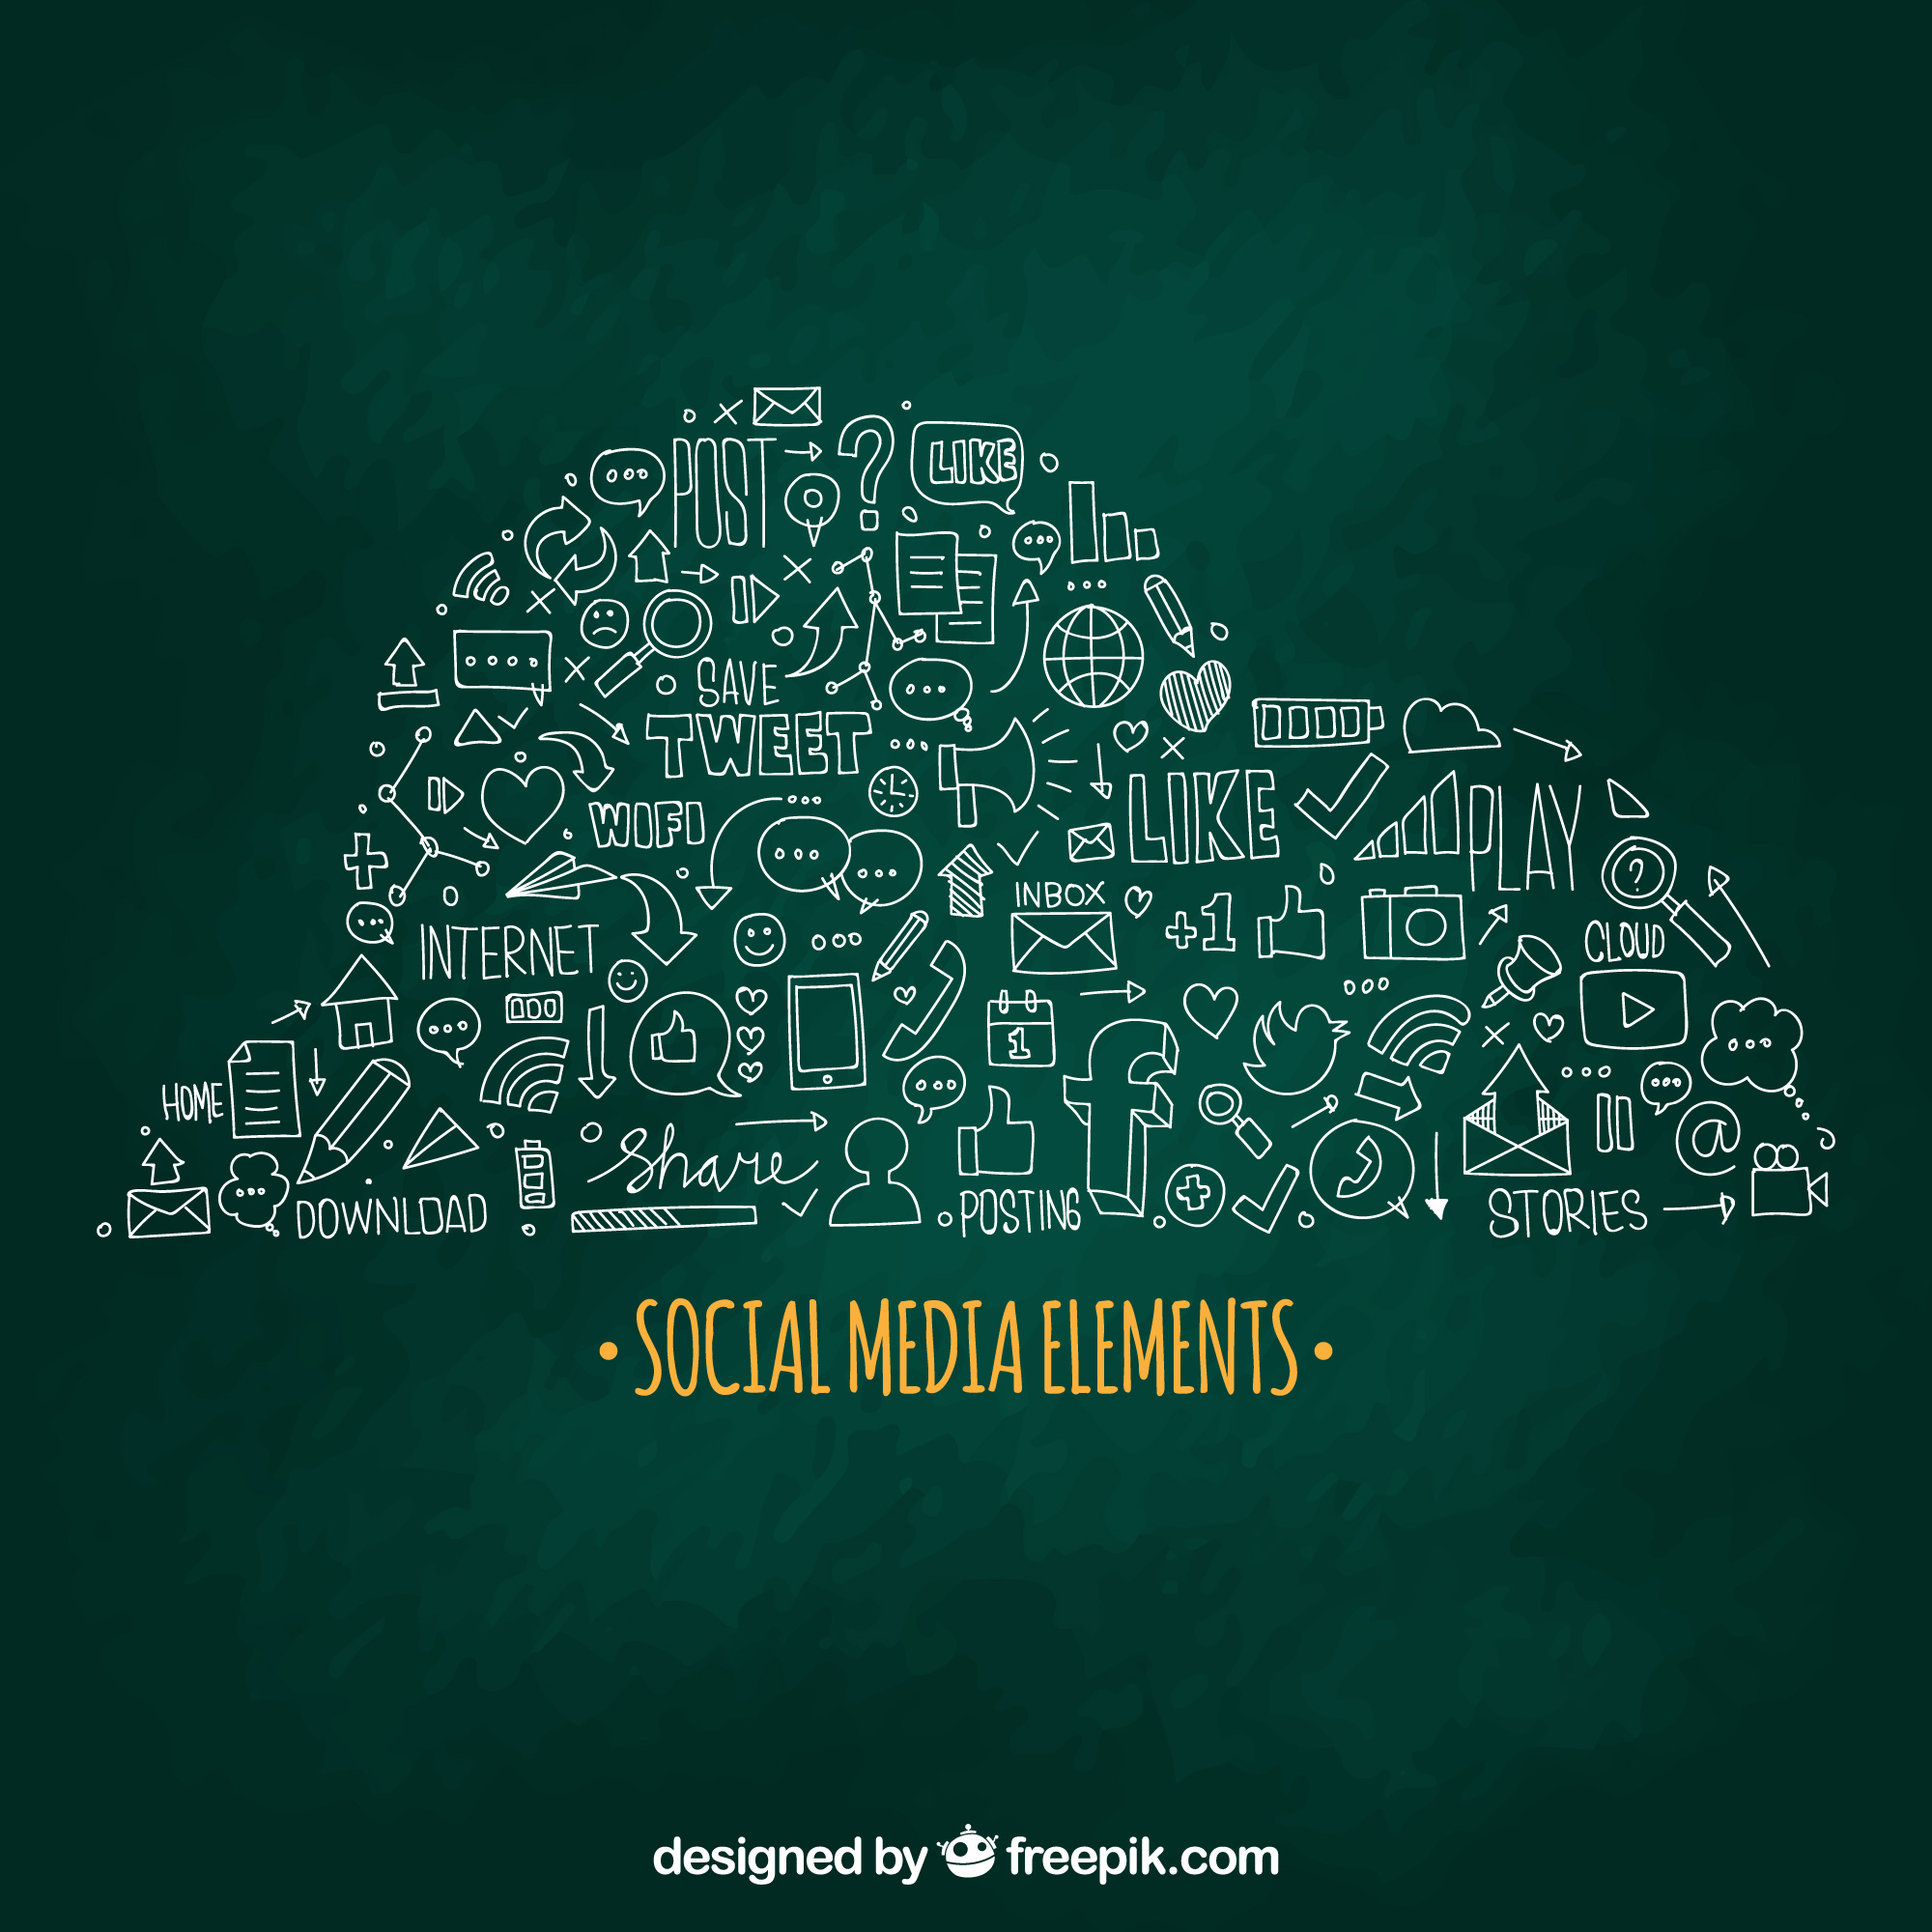 POST
LIKE
SAVE
TWEET
WIFI
LIKE
PLAY
INBOX
+1
INTERNET
CLOUD
1
HOME
Share
@
DOWNLOAD
POSTING
STORIES
• SOCIAL MEDIA ELEMENTS •
designed by freepik.com